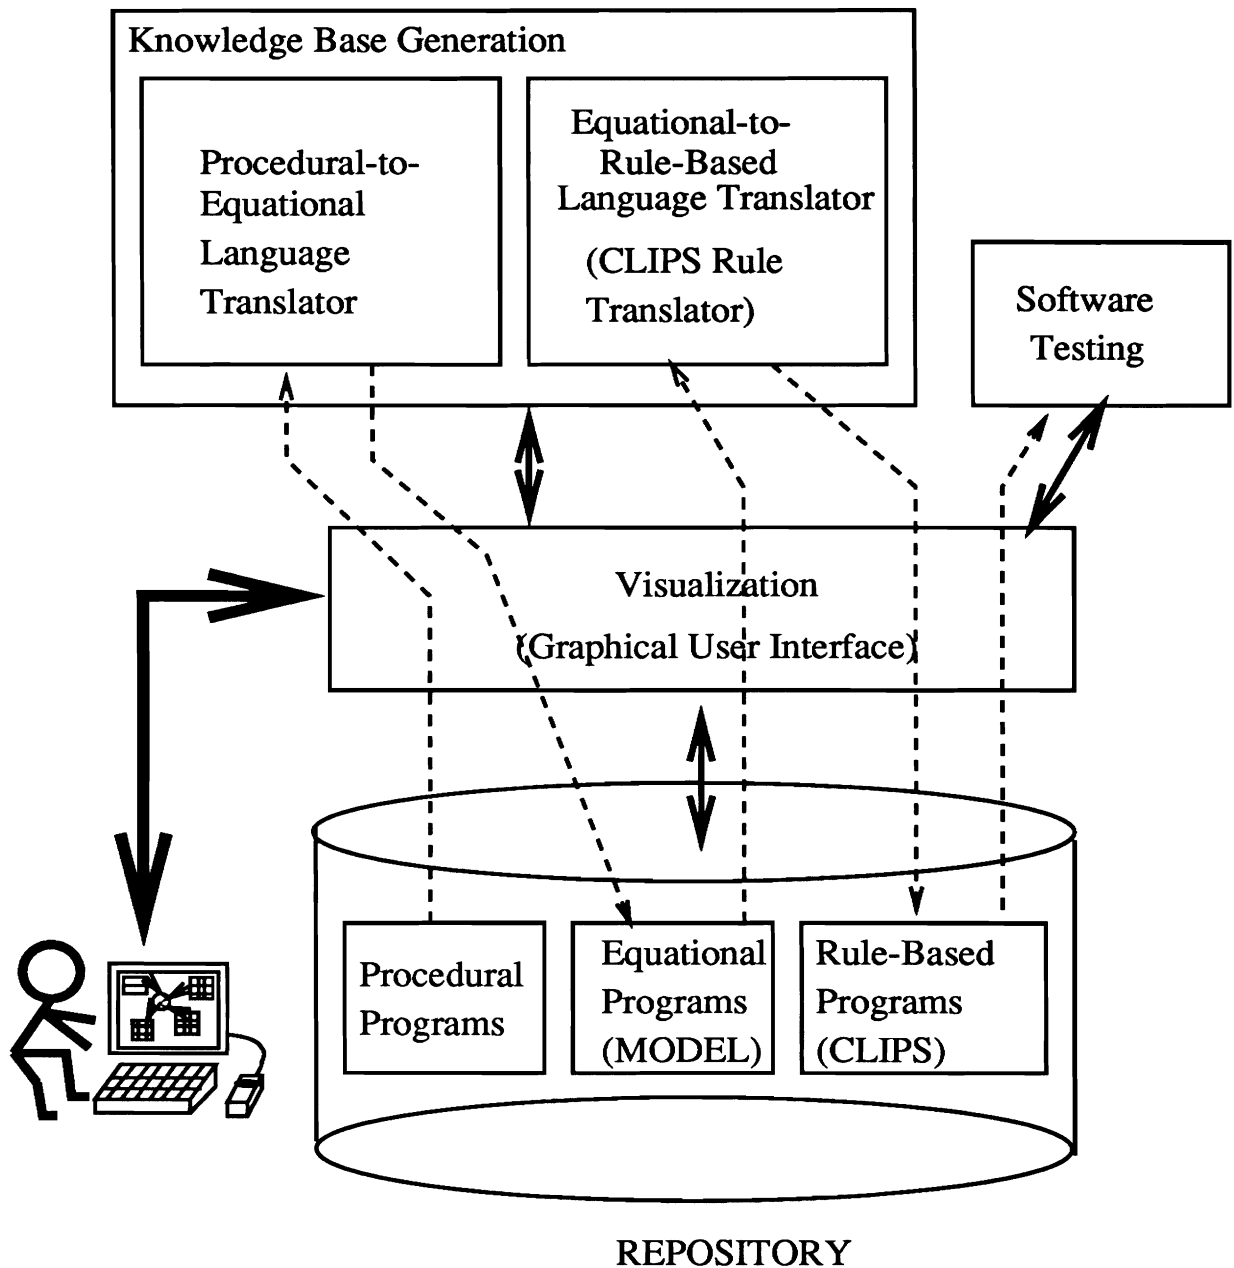 Knowledge Base Generation
Procedural-to-
Equational
Language
Translator
Equational-to-
Rule-Based
Language Translator
(CLIPS Rule
Translator)
Software
Testing
Visualization
(Graphical User Interface)
Procedural
Programs
Equational
Programs
(MODEL)
Rule-Based
Programs
(CLIPS)
REPOSITORY